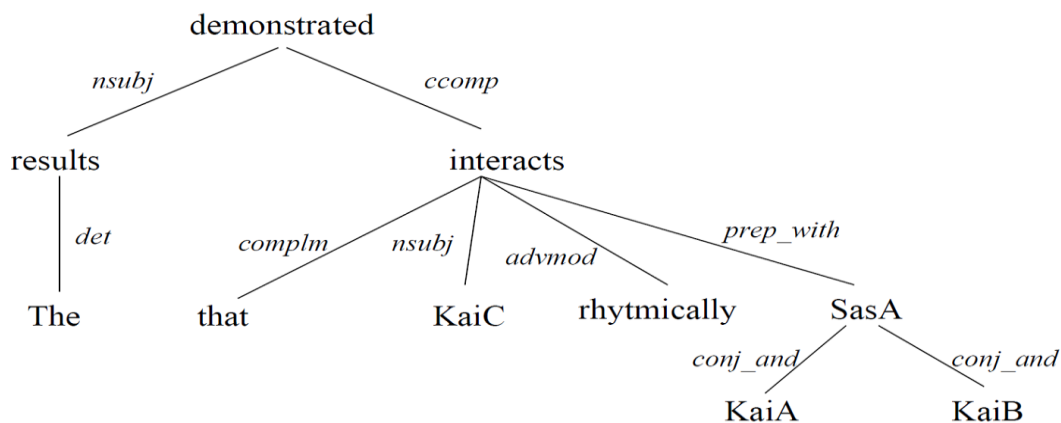 demonstrated
nsubj ccomp
results interacts
det complm nsubj advmod prep_with
The that KaiC rhytmically SasA
conj_and conj_and
KaiA KaiB